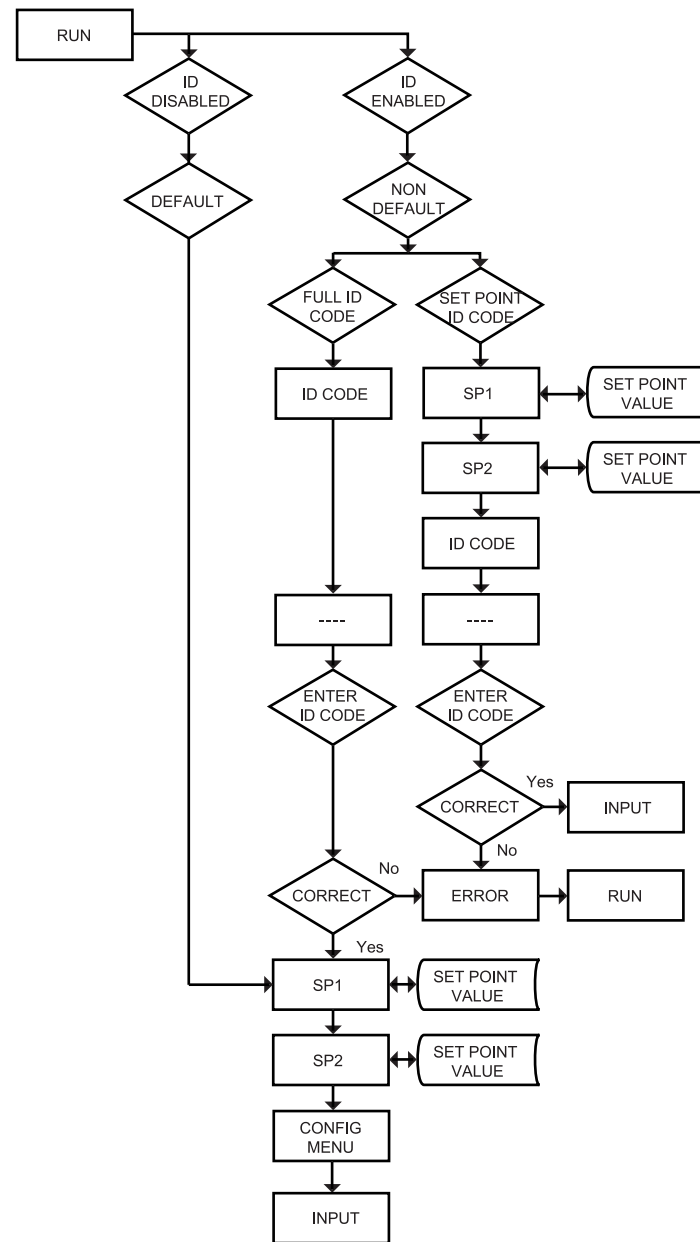 RUN
ID
DISABLED
ID
ENABLED
DEFAULT
NON
DEFAULT
FULL ID
CODE
SET POINT
ID CODE
ID CODE
SP1
SET POINT
VALUE
SP2
SET POINT
VALUE
ID CODE
----
----
ENTER
ID CODE
ENTER
ID CODE
CORRECT
Yes
INPUT
No
CORRECT
No
ERROR
RUN
Yes
SP1
SET POINT
VALUE
SP2
SET POINT
VALUE
CONFIG
MENU
INPUT